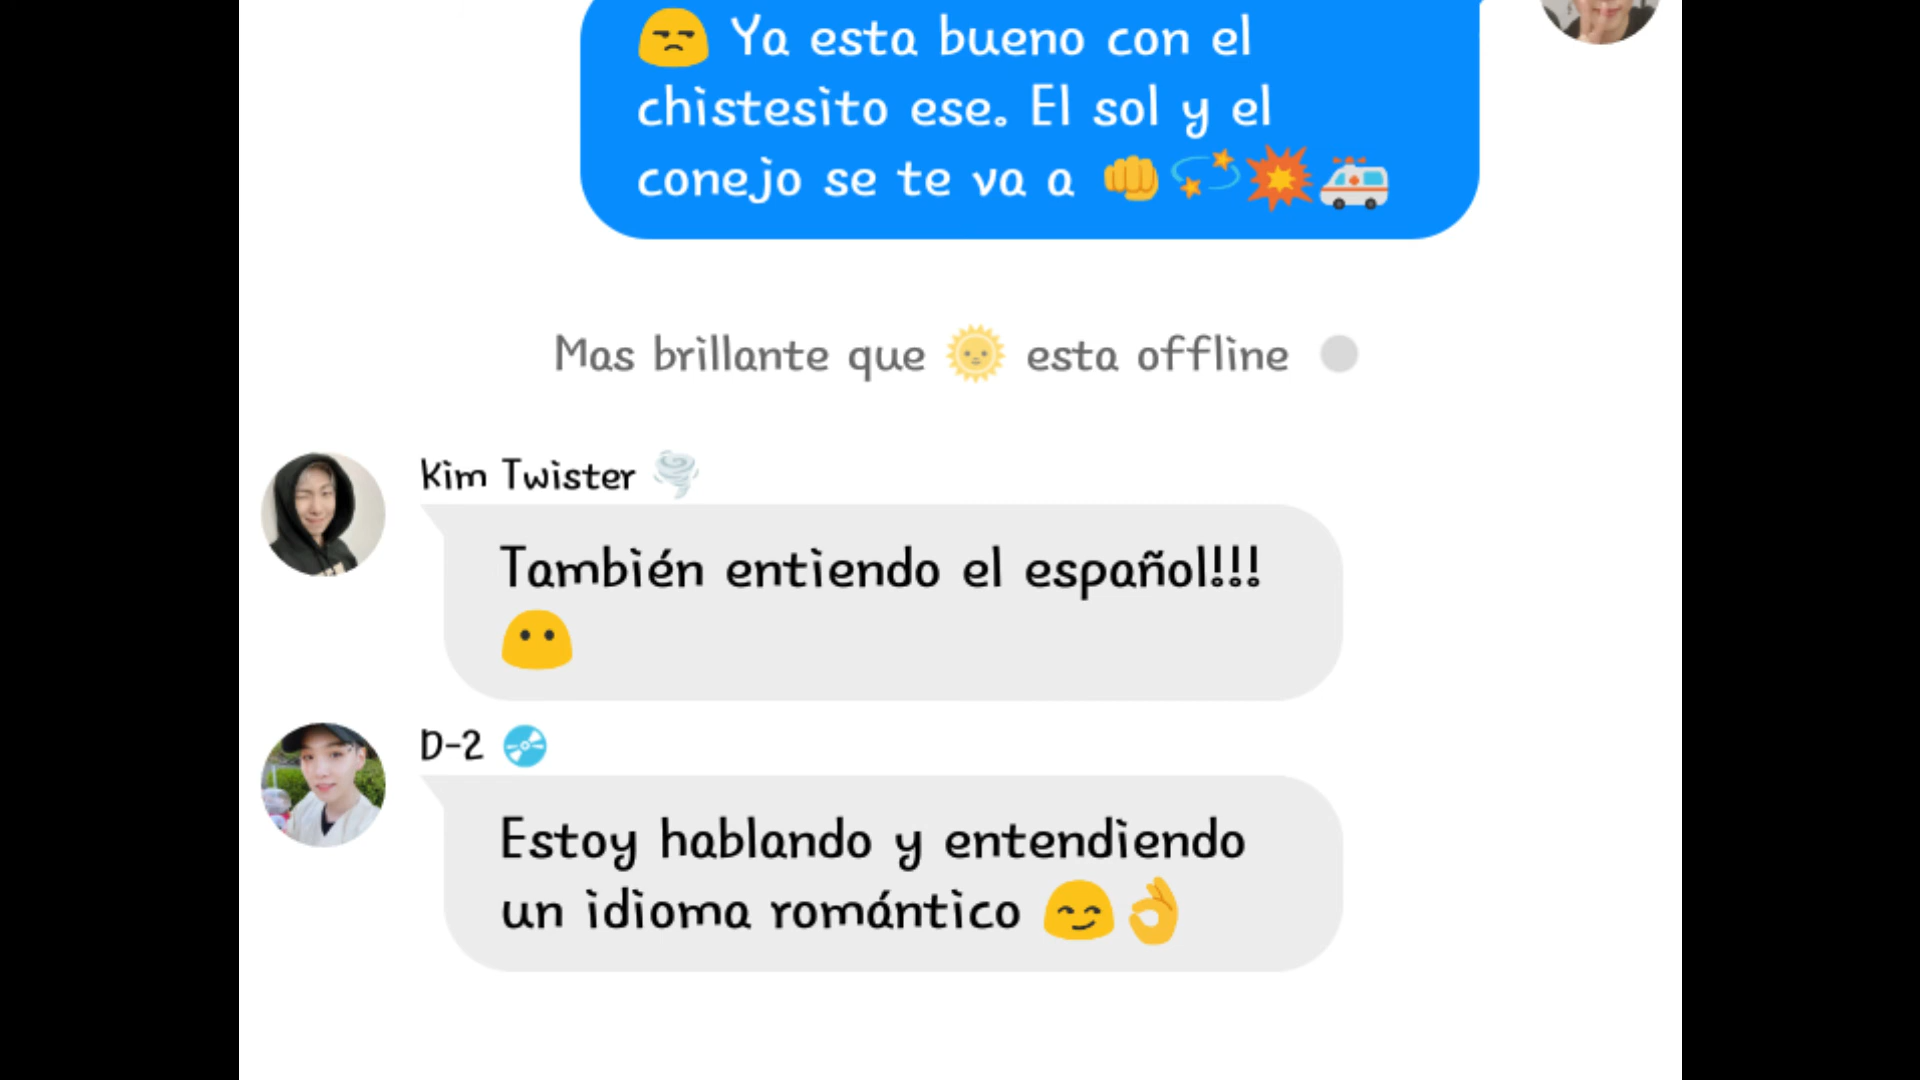 😒 Ya esta bueno con el
chistesito ese. El sol y el
conejo se te va a 👊💫💥🚑
Mas brillante que 🌞 esta offline
Kim Twister 🌪
También entiendo el español!!!
😶
D-2 💿
Estoy hablando y entendiendo
un idioma romántico 😏👌